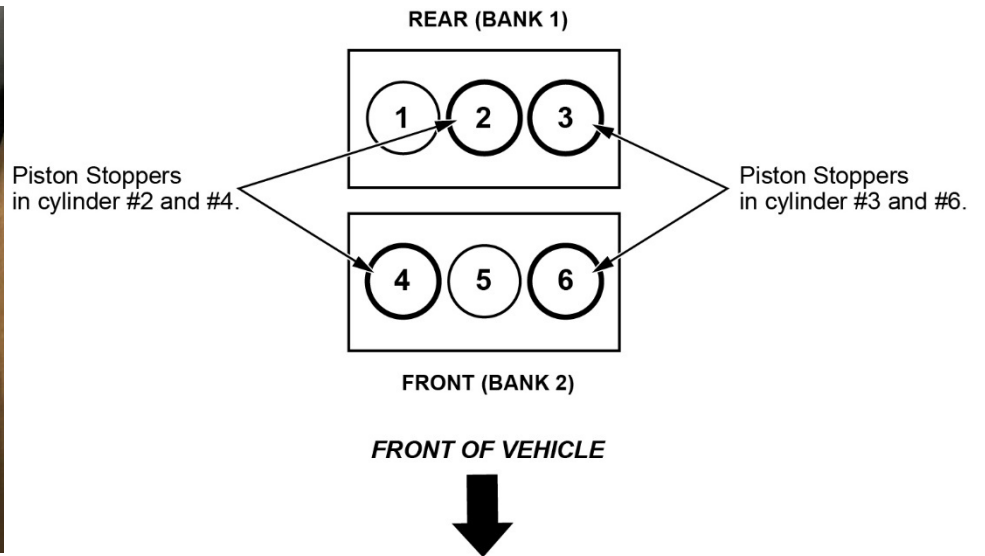 REAR (BANK 1)
1 2 3
Piston Stoppers
in cylinder #2 and #4.
Piston Stoppers
in cylinder #3 and #6.
4 5 6
FRONT (BANK 2)
FRONT OF VEHICLE